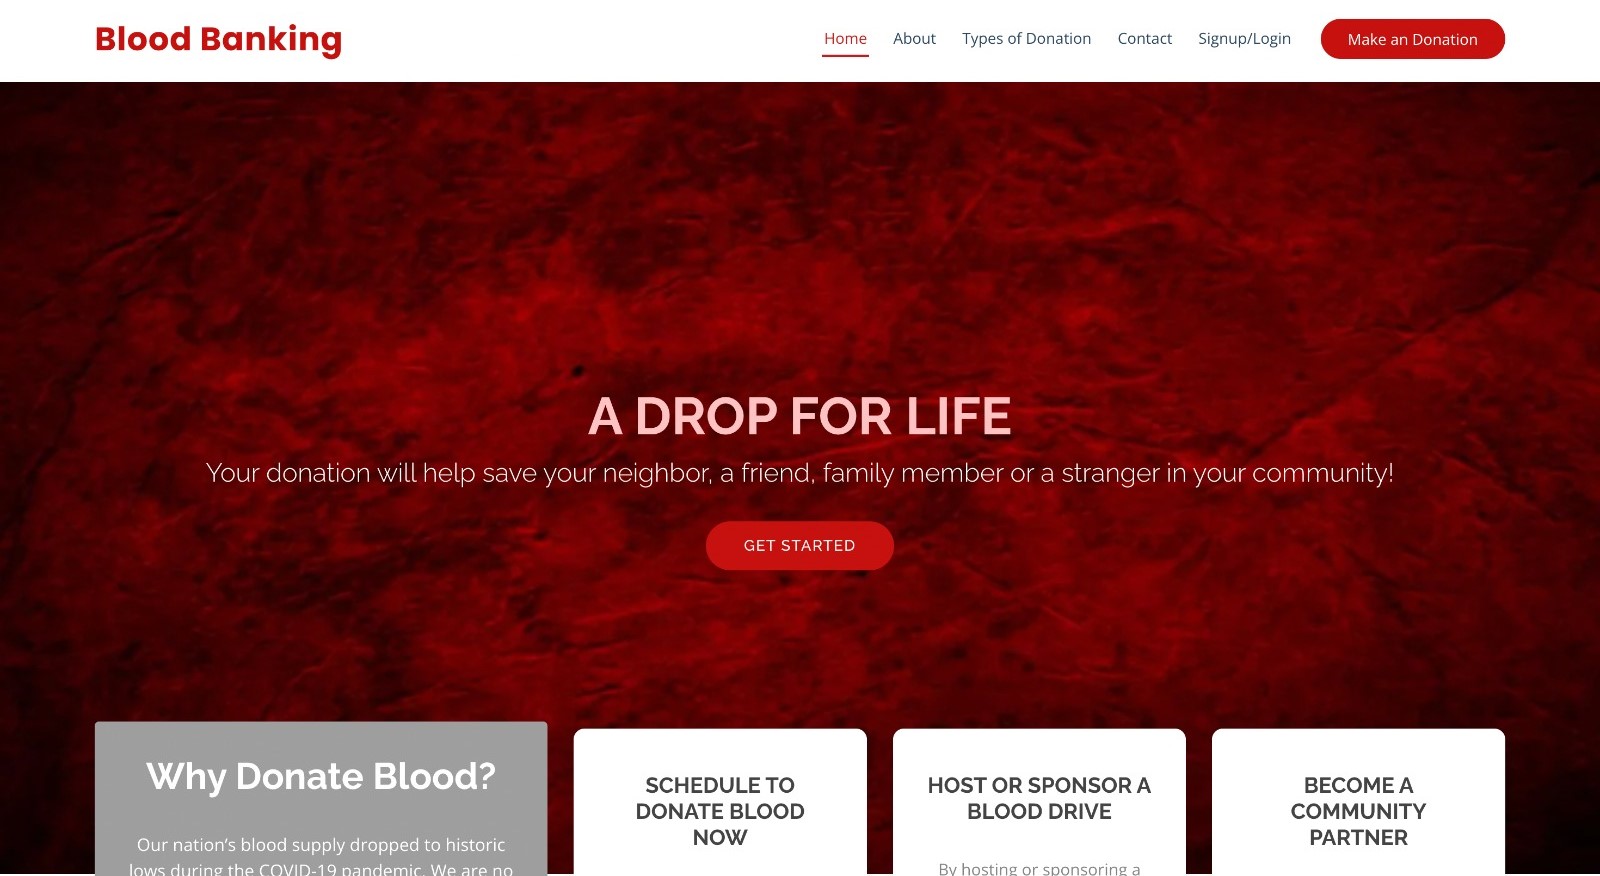 Blood Banking
Home
About
Types of Donation
Contact
Signup/Login
Make an Donation
A DROP FOR LIFE
Your donation will help save your neighbor, a friend, family member or a stranger in your community!
GET STARTED
Why Donate Blood?
Our nation’s blood supply dropped to historic
lows during the COVID-19 pandemic. We are no
SCHEDULE TO
DONATE BLOOD
NOW
HOST OR SPONSOR A
BLOOD DRIVE
By hosting or sponsoring a
BECOME A
COMMUNITY
PARTNER